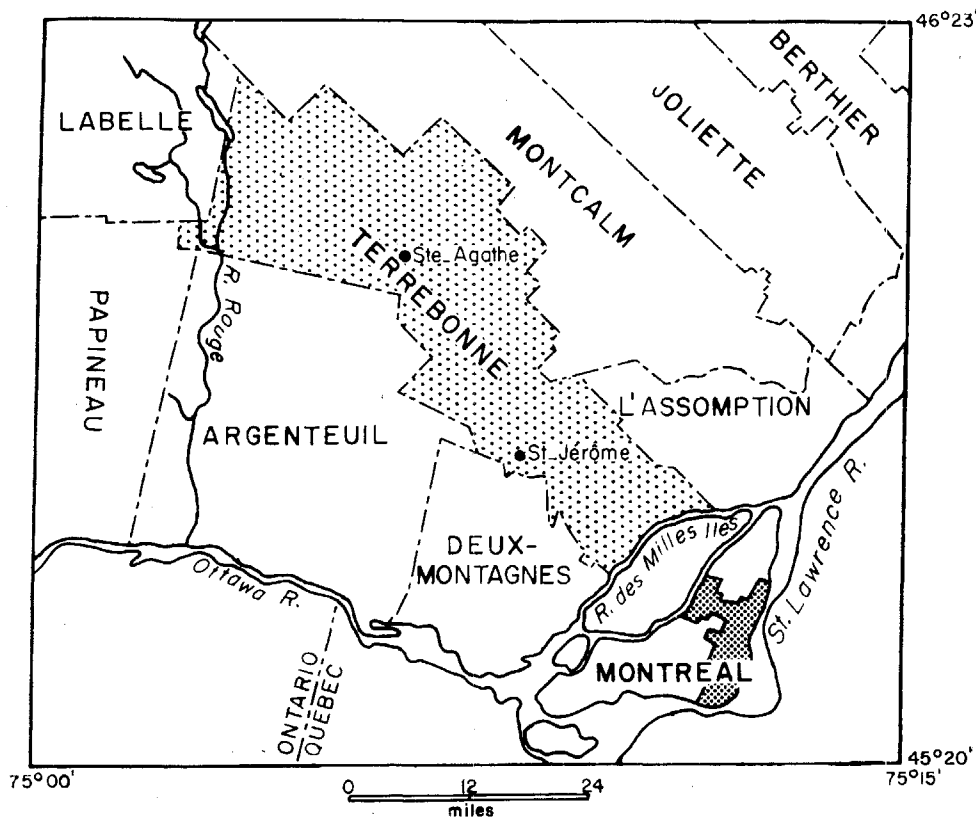 46°23'
BERTHIER
JOLIETTE
LABELLE
MONTCALM
Ste_Agathe
TERREBONNE
R. Rouge
PAPINEAU
L'ASSOMPTION
ARGENTEUIL
St_Jérôme
St. Lawrence R.
R. des Milles Iles
DEUX-
MONTAGNES
Ottawa R.
MONTREAL
ONTARIO
QUÉBEC
45°20'
75°00'
75°15'
0 12 24
miles